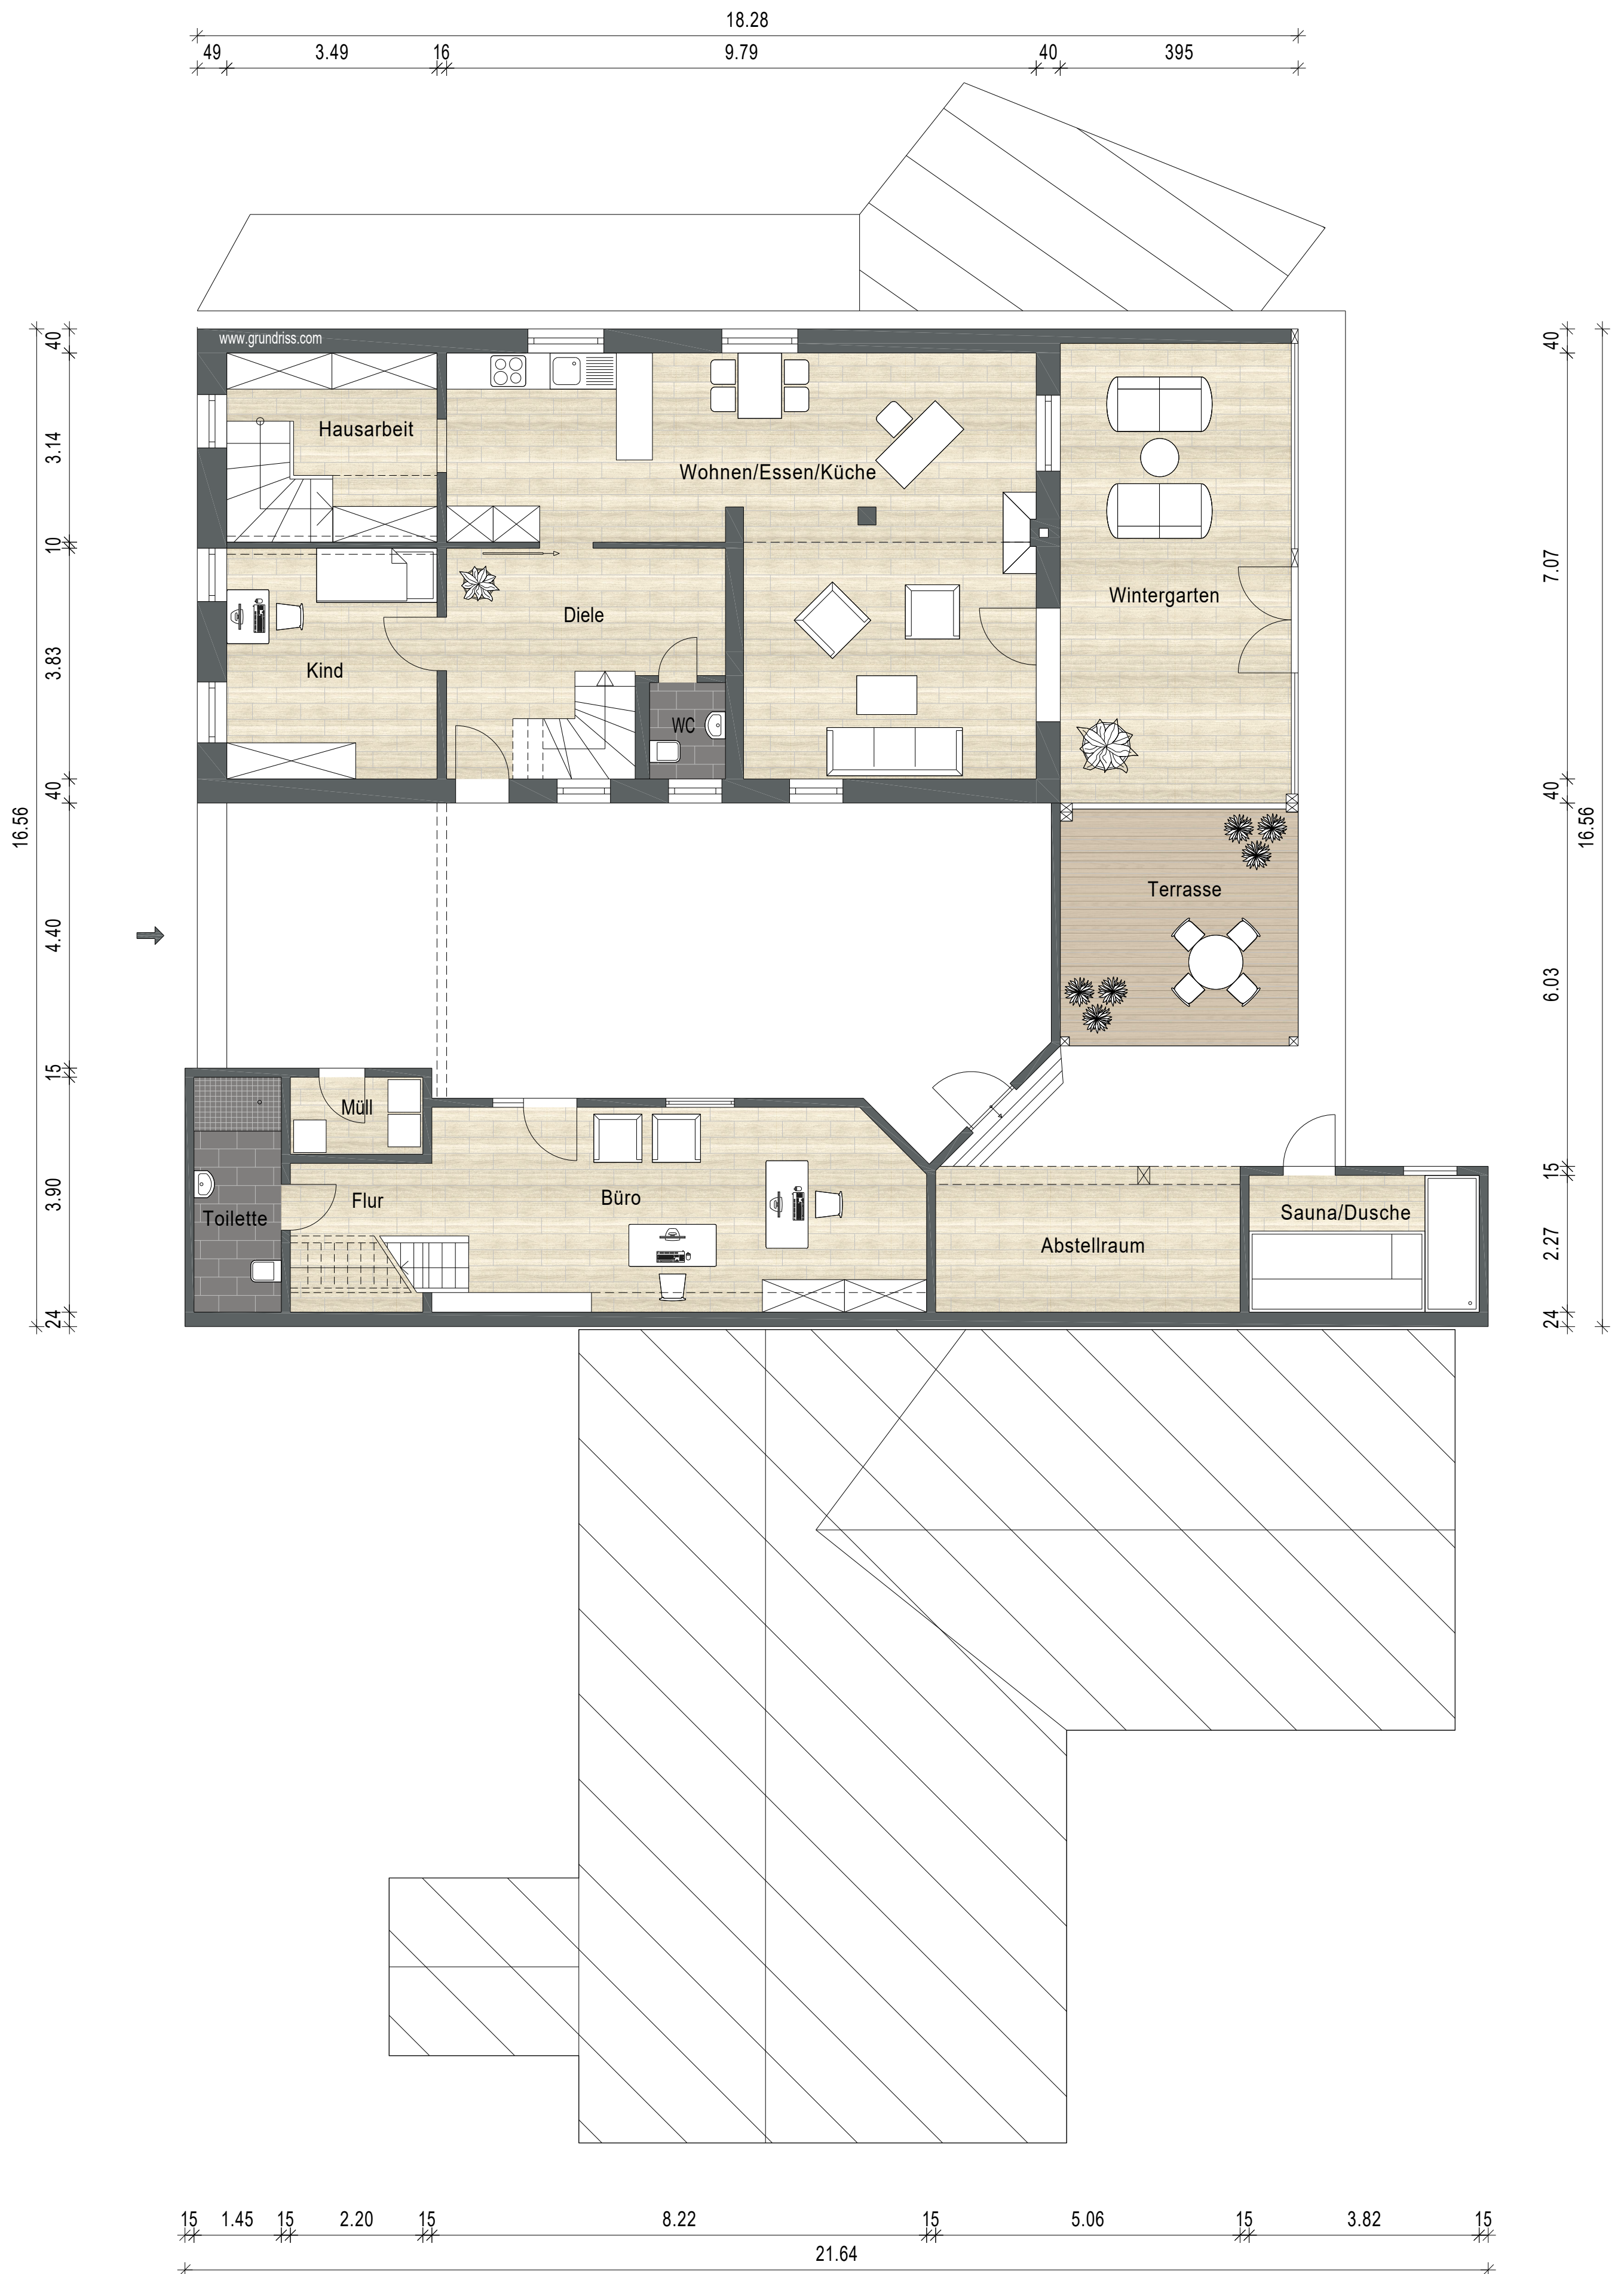 18.28
49 3.49 16 9.79 40 395
www.grundriss.com
40
3.14
10
3.83
40
4.40
15
3.90
24
16.56
Hausarbeit
Wohnen/Essen/Küche
Wintergarten
Diele
Kind
WC
Terrasse
Müll
Flur
Büro
Toilette
Abstellraum
Sauna/Dusche
40
7.07
40
6.03
15
2.27
24
16.56
15 1.45 15 2.20 15 8.22 15 5.06 15 3.82 15
21.64